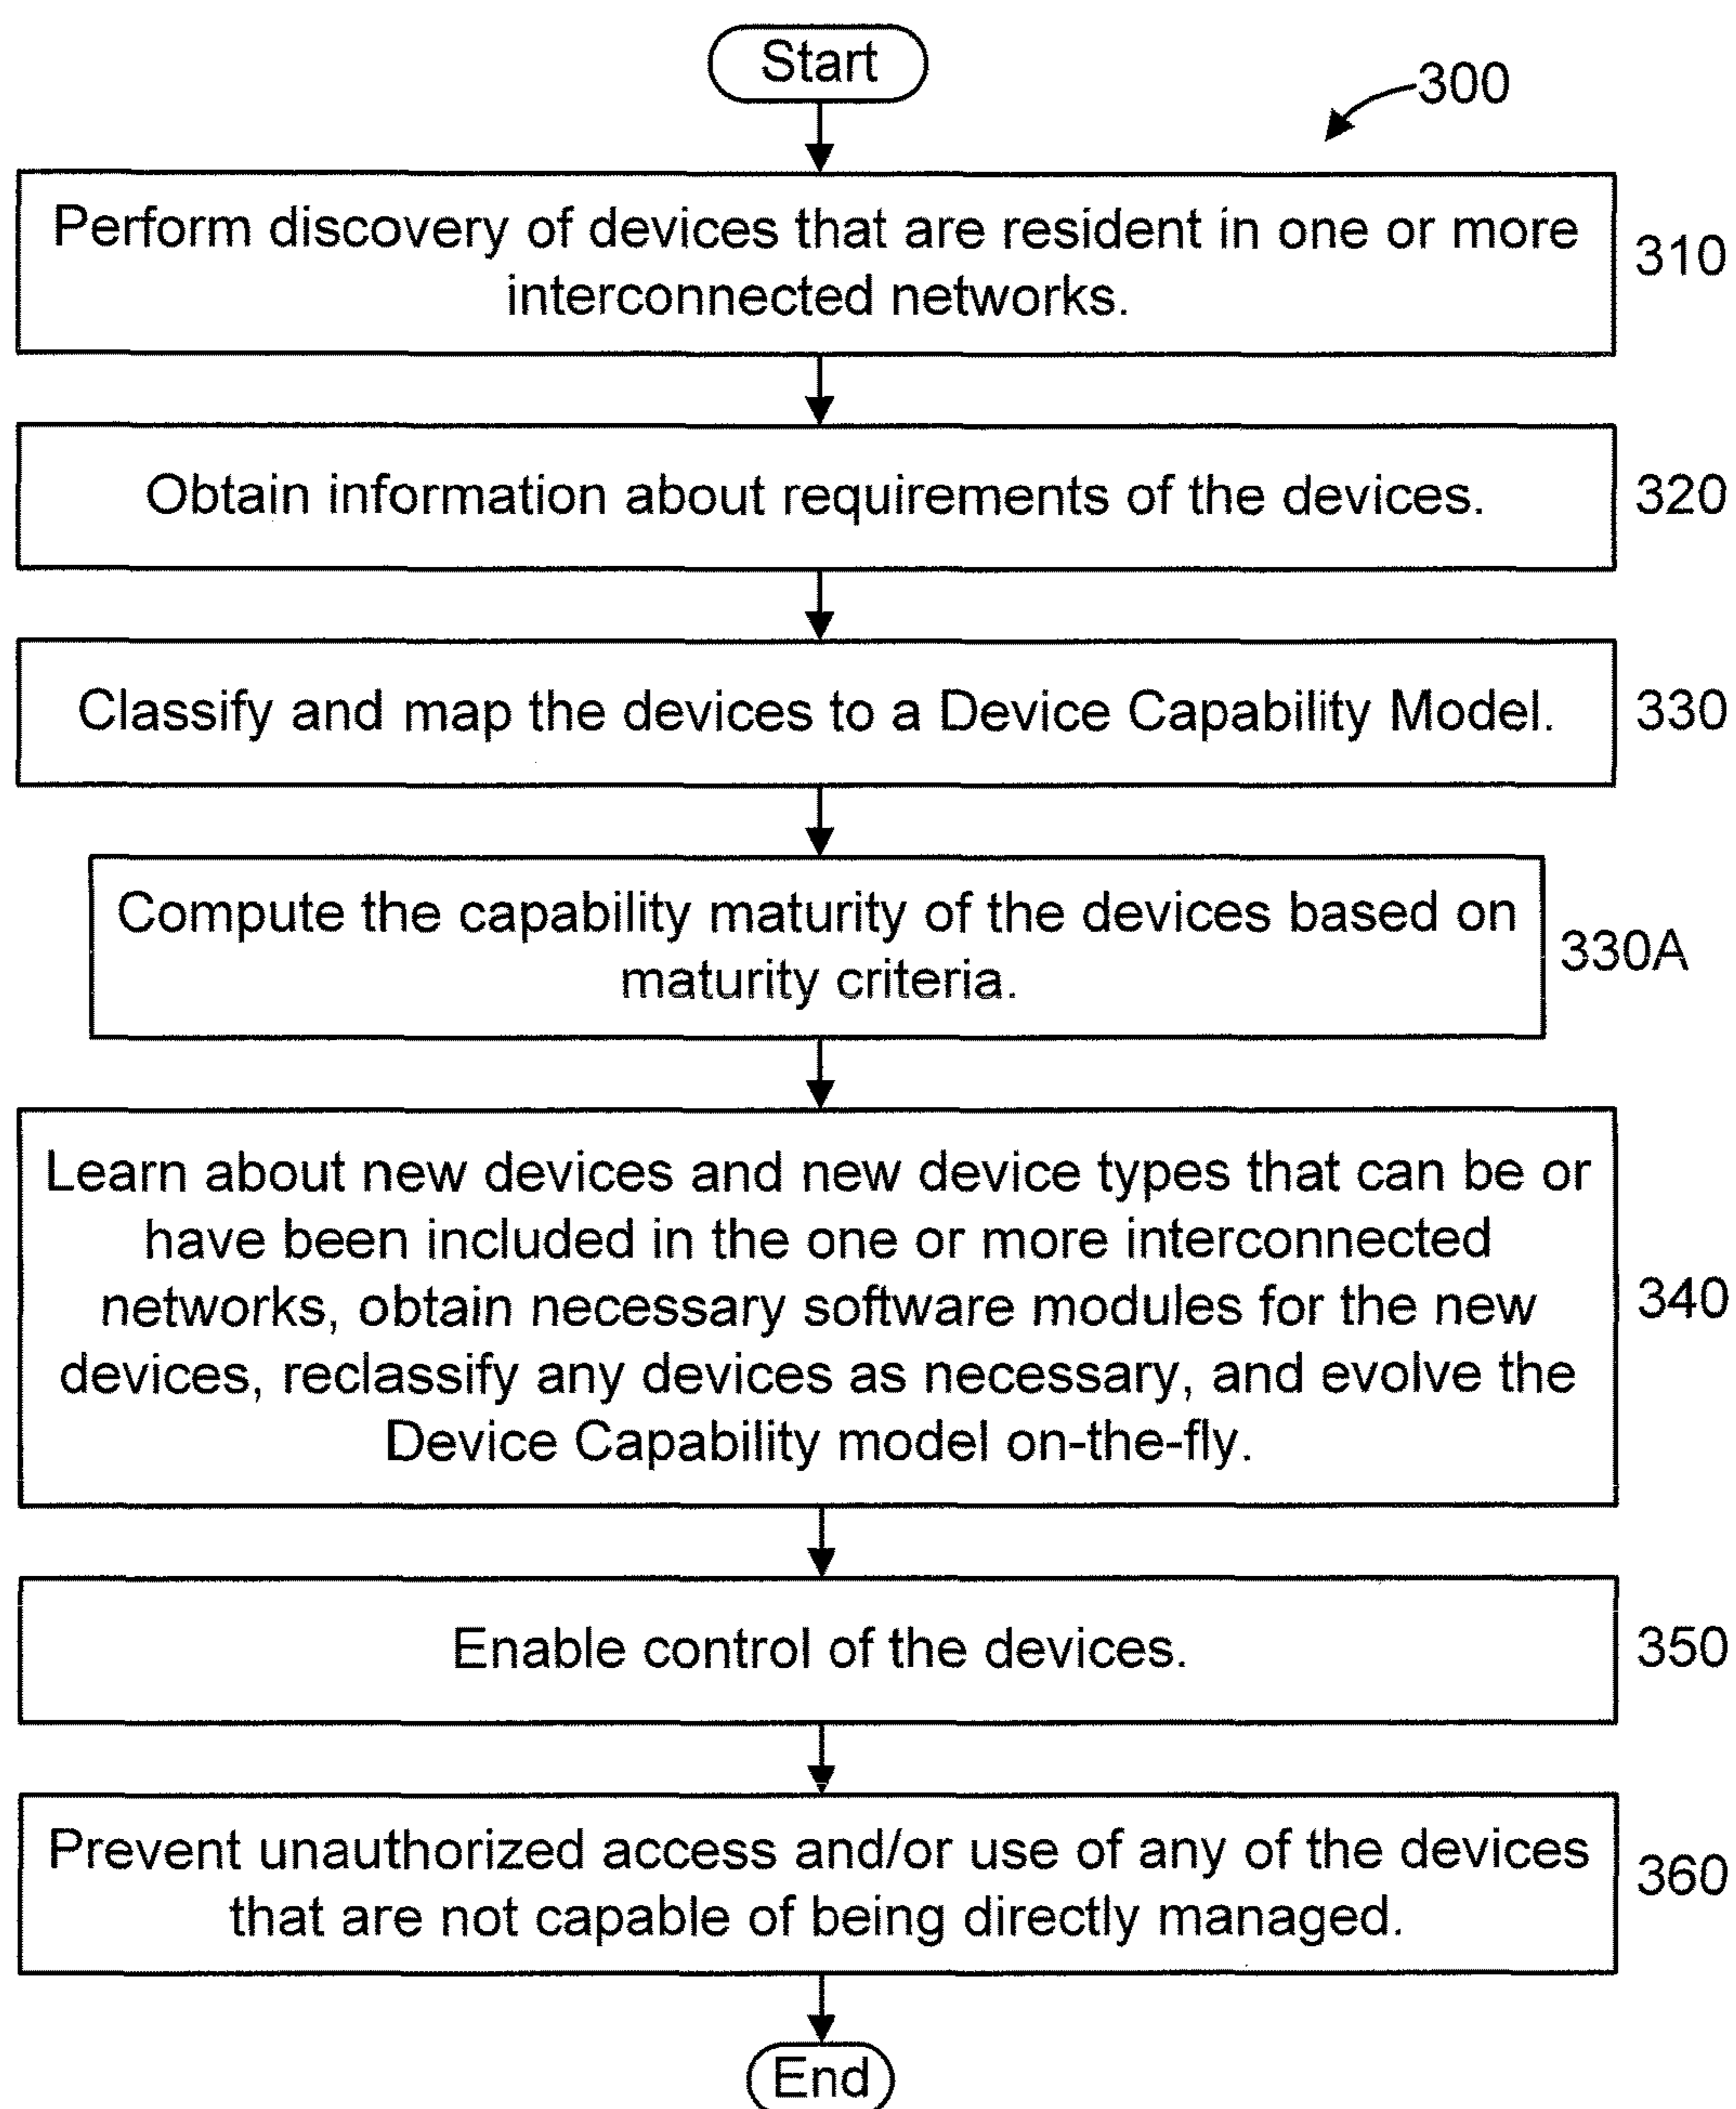 Start
300
Perform discovery of devices that are resident in one or more
interconnected networks.
310
Obtain information about requirements of the devices.
320
Classify and map the devices to a Device Capability Model.
330
Compute the capability maturity of the devices based on
maturity criteria.
330A
Learn about new devices and new device types that can be or
have been included in the one or more interconnected
networks, obtain necessary software modules for the new
devices, reclassify any devices as necessary, and evolve the
Device Capability model on-the-fly.
340
Enable control of the devices.
350
Prevent unauthorized access and/or use of any of the devices
that are not capable of being directly managed.
360
End